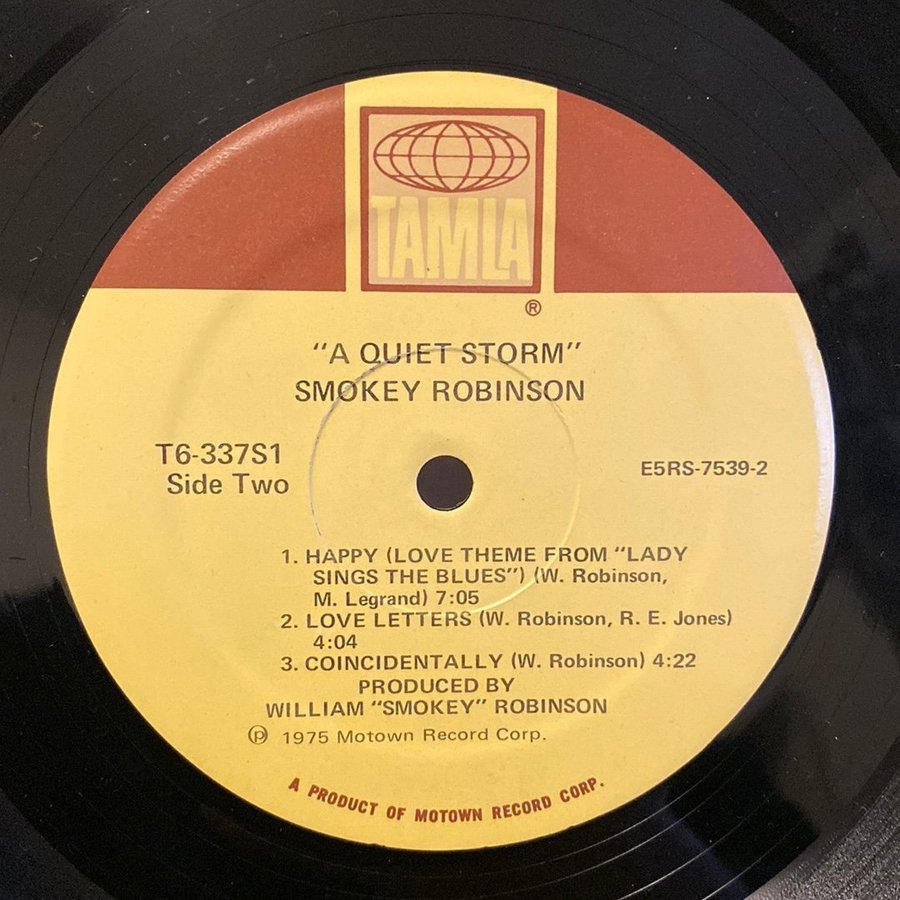 TAMLA
®
"A QUIET STORM"
SMOKEY ROBINSON
T6-337S1
Side Two
E5RS-7539-2
1. HAPPY (LOVE THEME FROM "LADY
SINGS THE BLUES") (W. Robinson,
M. Legrand) 7:05
2. LOVE LETTERS (W. Robinson, R. E. Jones)
4:04
3. COINCIDENTALLY (W. Robinson) 4:22
PRODUCED BY
WILLIAM "SMOKEY" ROBINSON
℗ 1975 Motown Record Corp.
A PRODUCT OF MOTOWN RECORD CORP.